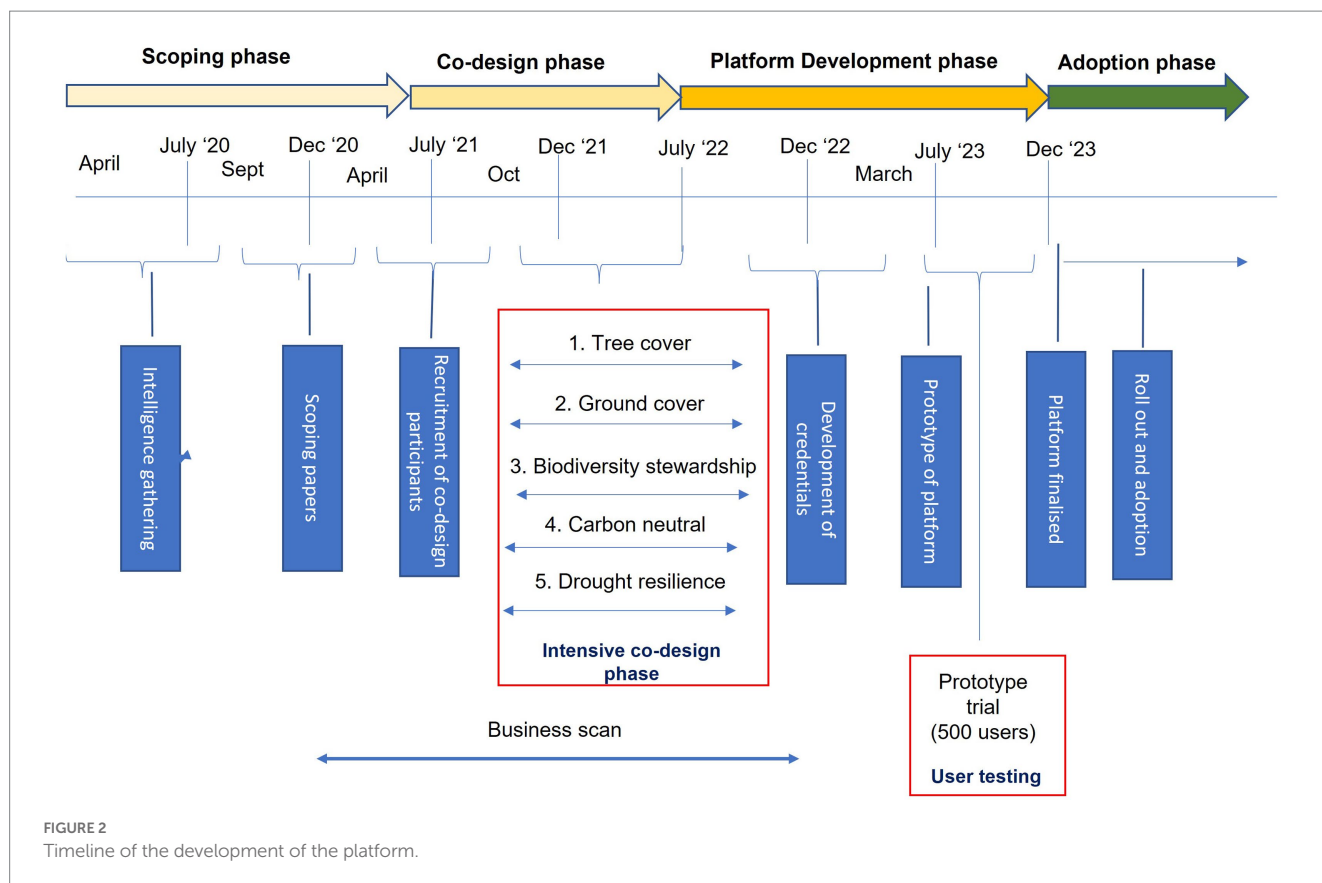 Scoping phase
Co-design phase
Platform Development phase
Adoption phase
April
July ‘20
Sept
Dec ‘20
April
July ‘21
Oct
Dec ‘21
July ‘22
Dec ‘22
March
July ‘23
Dec ‘23
Intelligence gathering
Scoping papers
Recruitment of co-design
participants
1. Tree cover
2. Ground cover
3. Biodiversity stewardship
4. Carbon neutral
5. Drought resilience
Intensive co-design
phase
Development of
credentials
Prototype of platform
Platform finalised
Roll out and adoption
Prototype
trial
(500 users)
User testing
Business scan
FIGURE 2
Timeline of the development of the platform.